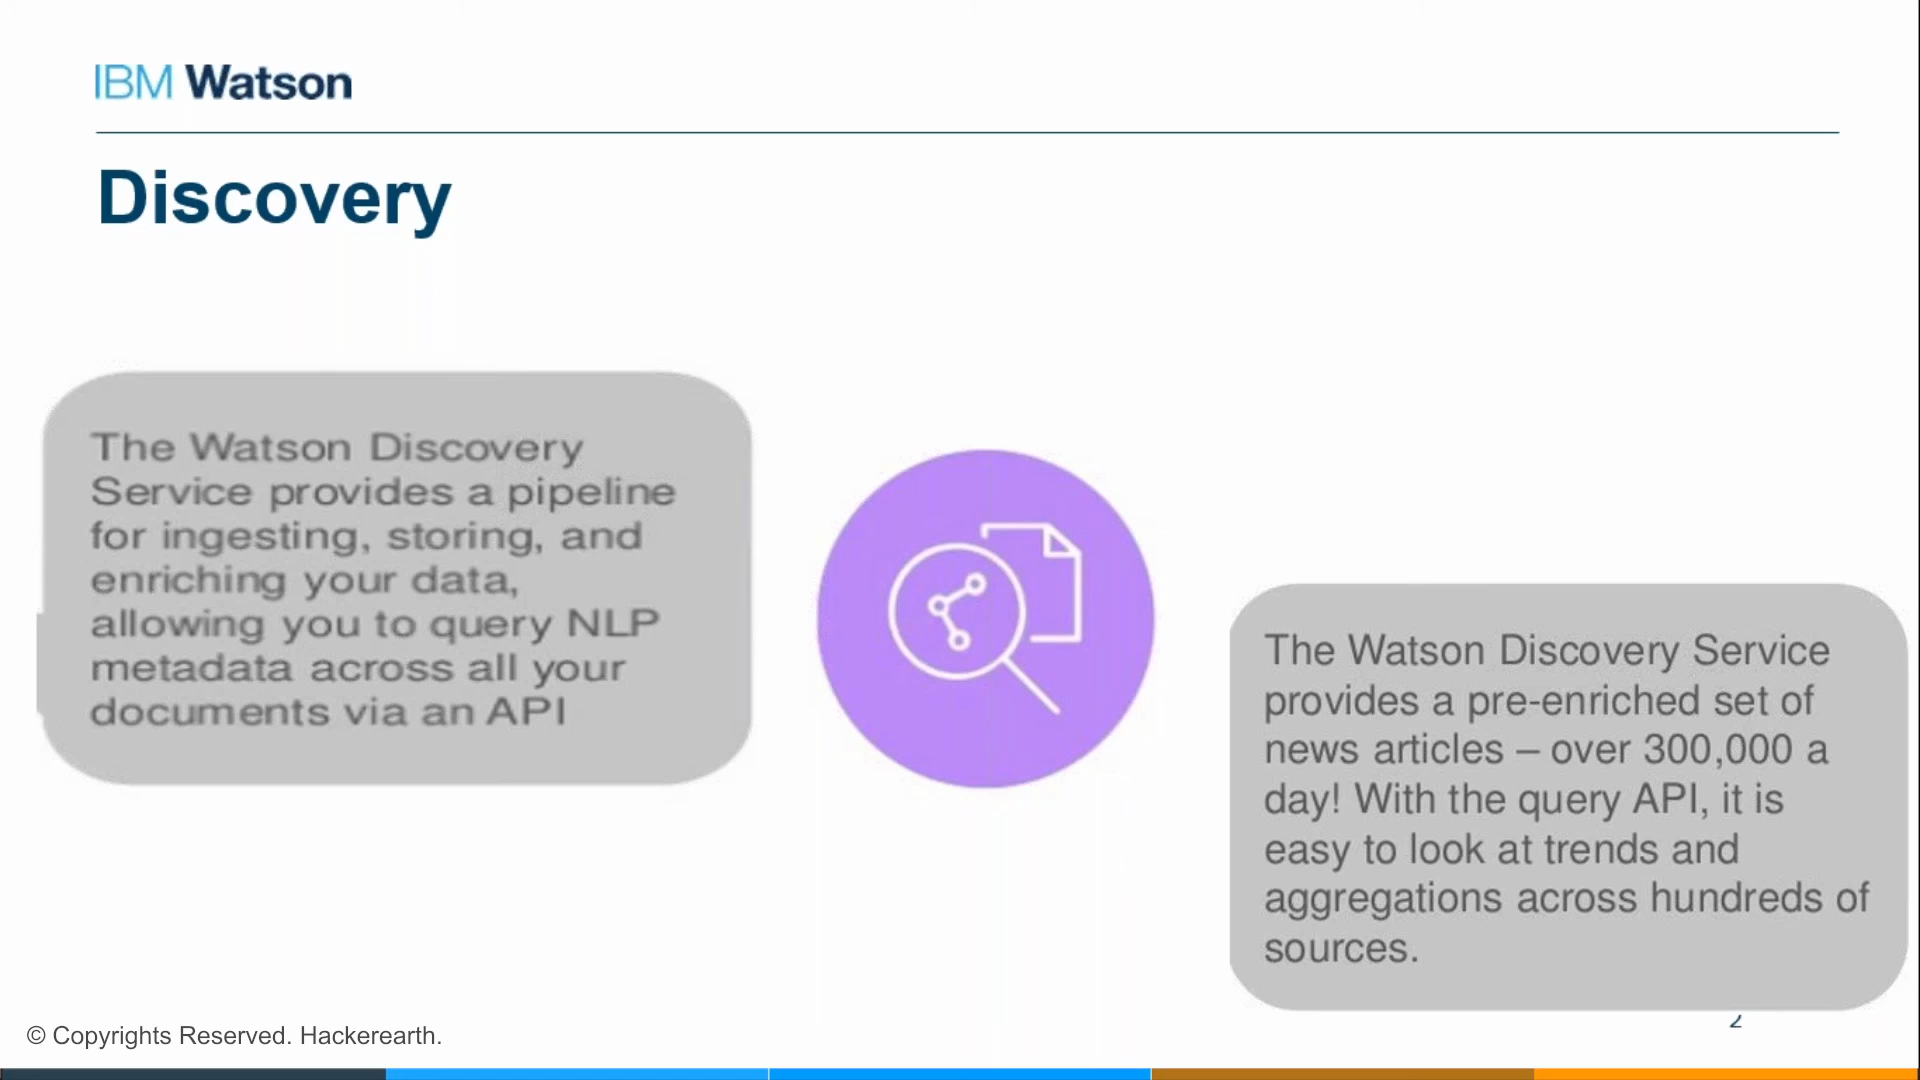 IBM Watson
Discovery
The Watson Discovery
Service provides a pipeline
for ingesting, storing, and
enriching your data,
allowing you to query NLP
metadata across all your
documents via an API
The Watson Discovery Service
provides a pre-enriched set of
news articles – over 300,000 a
day! With the query API, it is
easy to look at trends and
aggregations across hundreds of
sources.
2
© Copyrights Reserved. Hackerearth.